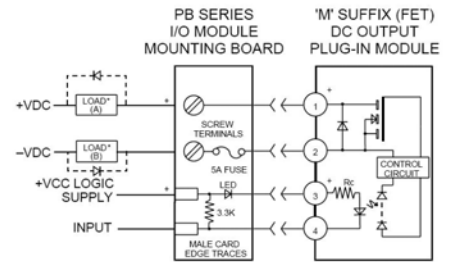 PB SERIES
I/O MODULE
MOUNTING BOARD
'M' SUFFIX (FET)
DC OUTPUT
PLUG-IN MODULE
+VDC
LOAD*
(A)
+
1
+
SCREW
TERMINALS
–VDC
LOAD*
(B)
2
5A FUSE
CONTROL
CIRCUIT
+VCC LOGIC
SUPPLY
+
LED
3
+
Rc
3.3K
INPUT
4
MALE CARD
EDGE TRACES